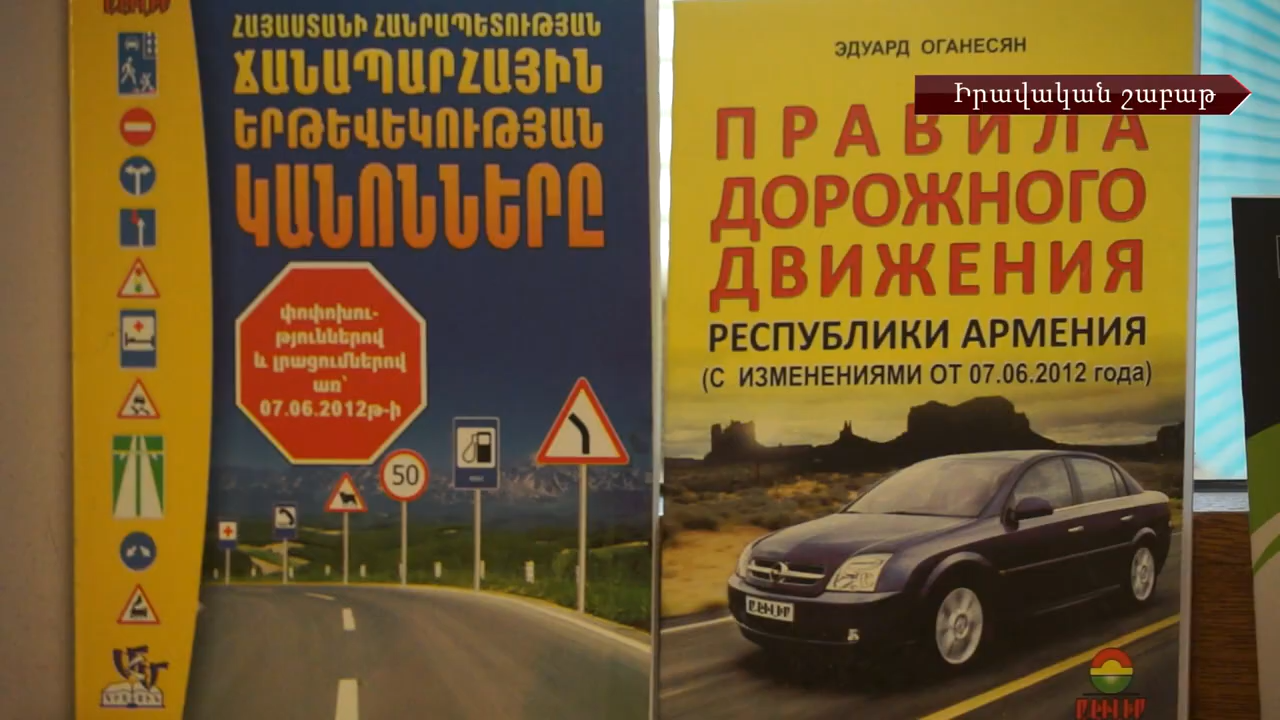 ՀԱՅԱՍՏԱՆԻ ՀԱՆՐԱՊԵՏՈՒԹՅԱՆ
ՃԱՆԱՊԱՐՀԱՅԻՆ
ԵՐԹԵՎԵԿՈՒԹՅԱՆ
ԿԱՆՈՆՆԵՐԸ
փոփոխու-
թյուններով
և լրացումներով
առ՝
07.06.2012թ-ի
50
ЭДУАРД ОГАНЕСЯН
Իրավական շաբաթ
ПРАВИЛА
ДОРОЖНОГО
ДВИЖЕНИЯ
РЕСПУБЛИКИ АРМЕНИЯ
(С ИЗМЕНЕНИЯМИ ОТ 07.06.2012 года)